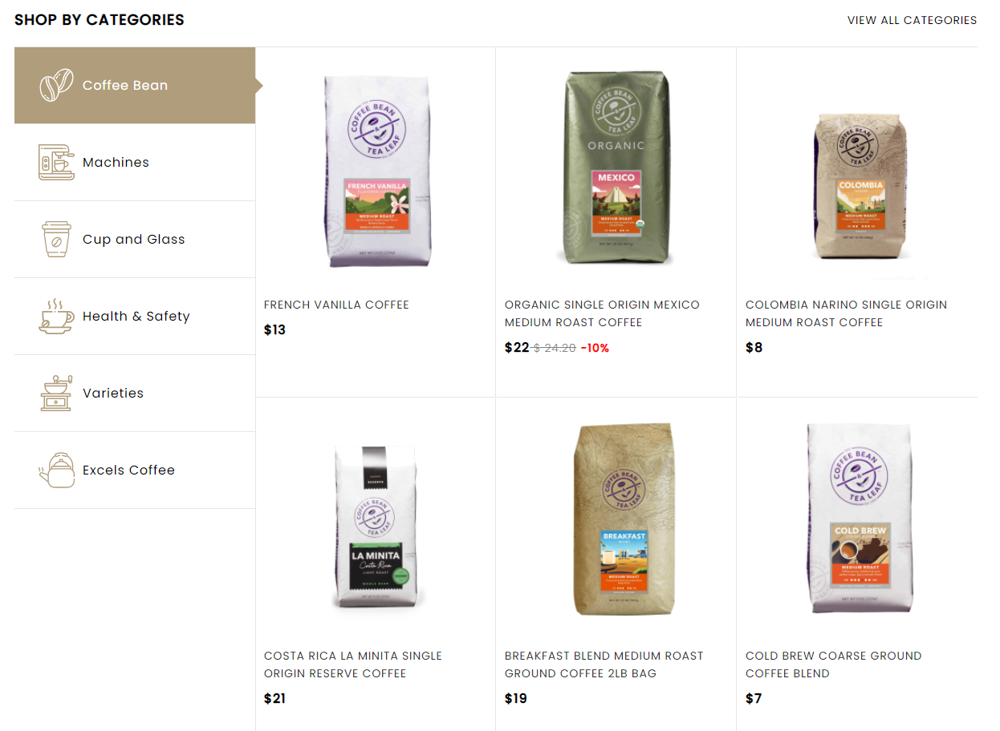 SHOP BY CATEGORIES
VIEW ALL CATEGORIES
Coffee Bean
Machines
Cup and Glass
Health & Safety
Varieties
Excels Coffee
COFFEE BEAN
&
TEA LEAF
FRENCH VANILLA
MEDIUM ROAST
FRENCH VANILLA COFFEE
$13
COFFEE BEAN
&
TEA LEAF
ORGANIC
MEXICO
MEDIUM ROAST
ORGANIC SINGLE ORIGIN MEXICO
MEDIUM ROAST COFFEE
$22 $ 24.20 -10%
COFFEE BEAN
&
TEA LEAF
COLOMBIA
MEDIUM ROAST
COLOMBIA NARINO SINGLE ORIGIN
MEDIUM ROAST COFFEE
$8
RESERVE
COFFEE BEAN
&
TEA LEAF
LA MINITA
Costa Rica
LIGHT ROAST
WHOLE BEAN
COSTA RICA LA MINITA SINGLE
ORIGIN RESERVE COFFEE
$21
COFFEE BEAN
&
TEA LEAF
BREAKFAST
BLEND
MEDIUM ROAST
BREAKFAST BLEND MEDIUM ROAST
GROUND COFFEE 2LB BAG
$19
COFFEE BEAN
&
TEA LEAF
COLD BREW
MEDIUM ROAST
COLD BREW COARSE GROUND
COFFEE BLEND
$7